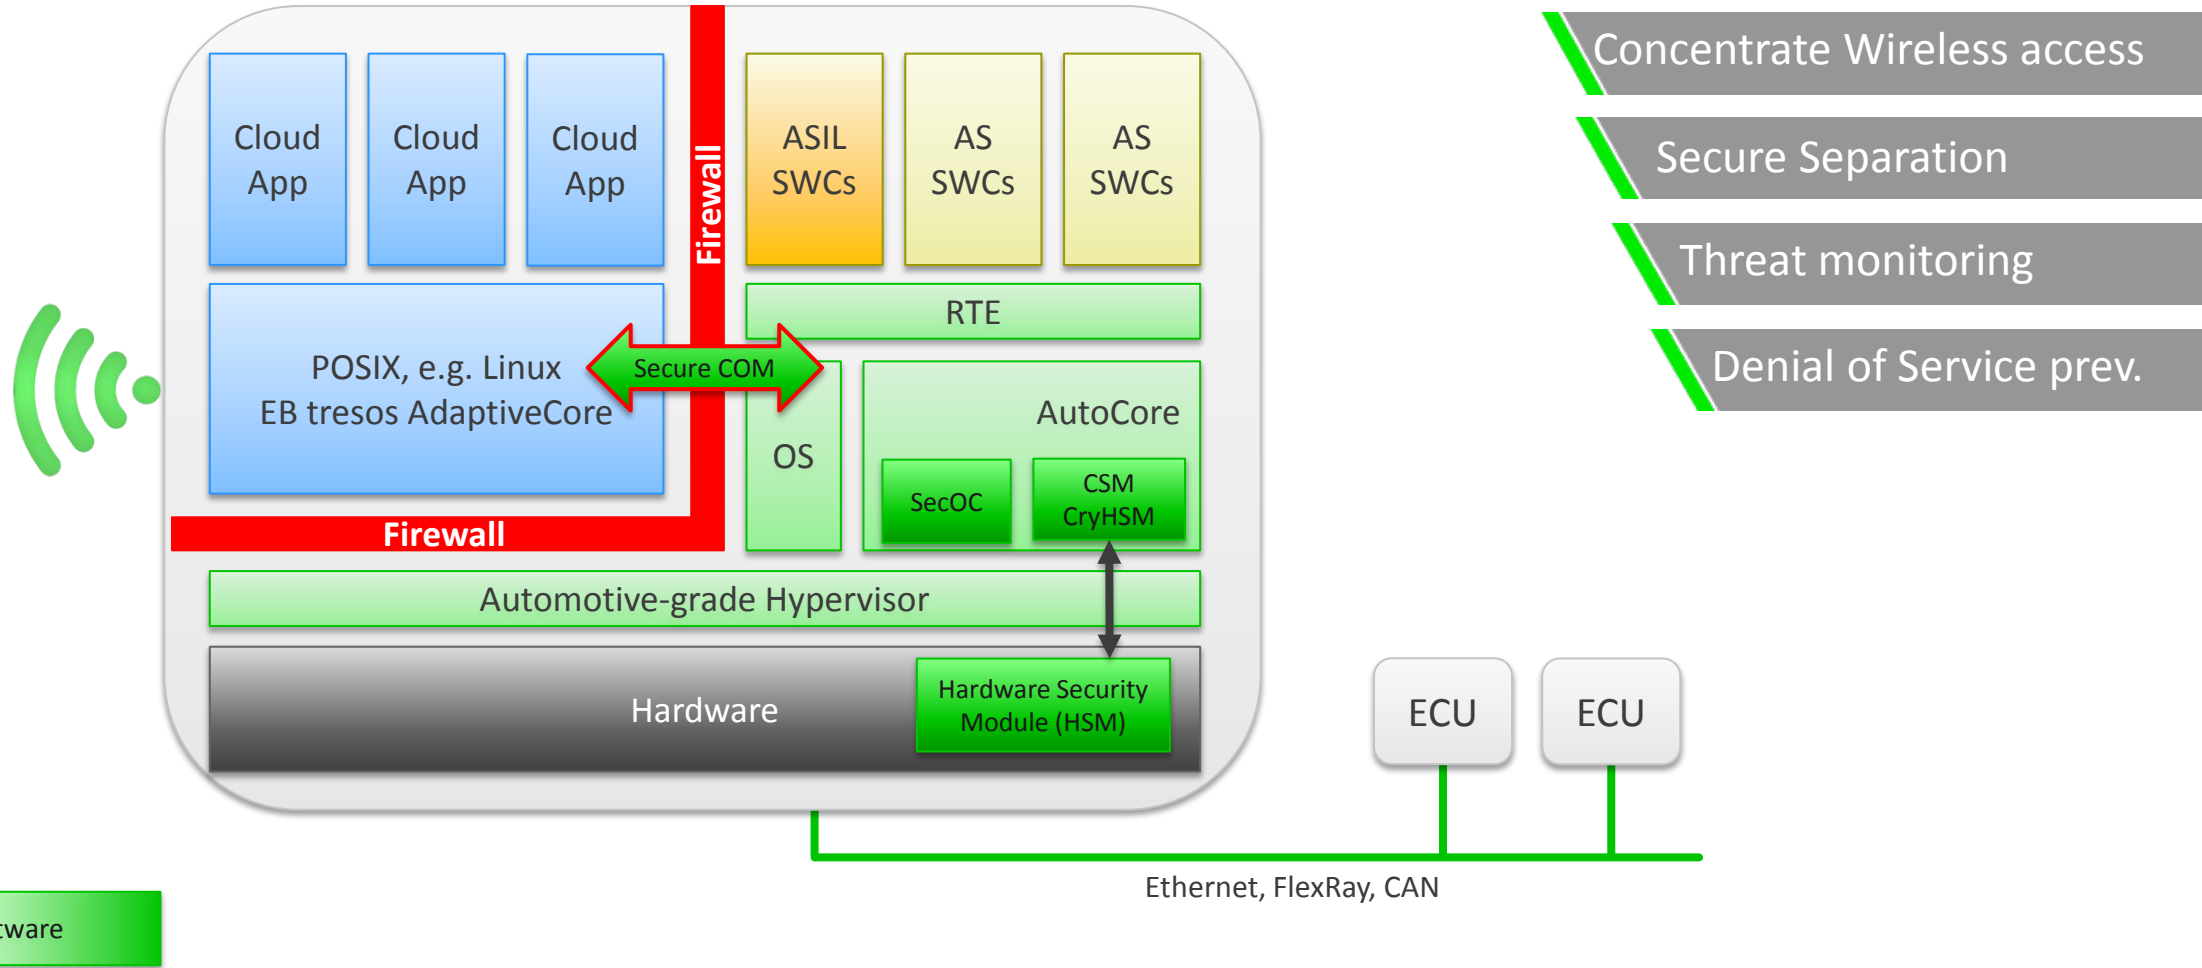 Cloud
App
Cloud
App
Cloud
App
Firewall
ASIL
SWCs
AS
SWCs
AS
SWCs
RTE
POSIX, e.g. Linux
EB tresos AdaptiveCore
Secure COM
OS
AutoCore
SecOC
CSM
CryHSM
Firewall
Automotive-grade Hypervisor
Hardware
Hardware Security
Module (HSM)
Concentrate Wireless access
Secure Separation
Threat monitoring
Denial of Service prev.
ECU
ECU
Ethernet, FlexRay, CAN